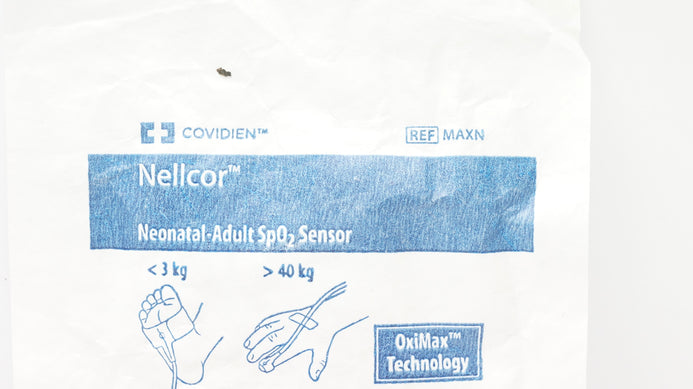 COVIDIEN™
REF MAXN
Nellcor™
Neonatal-Adult SpO₂ Sensor
< 3 kg
> 40 kg
OxiMax™
Technology